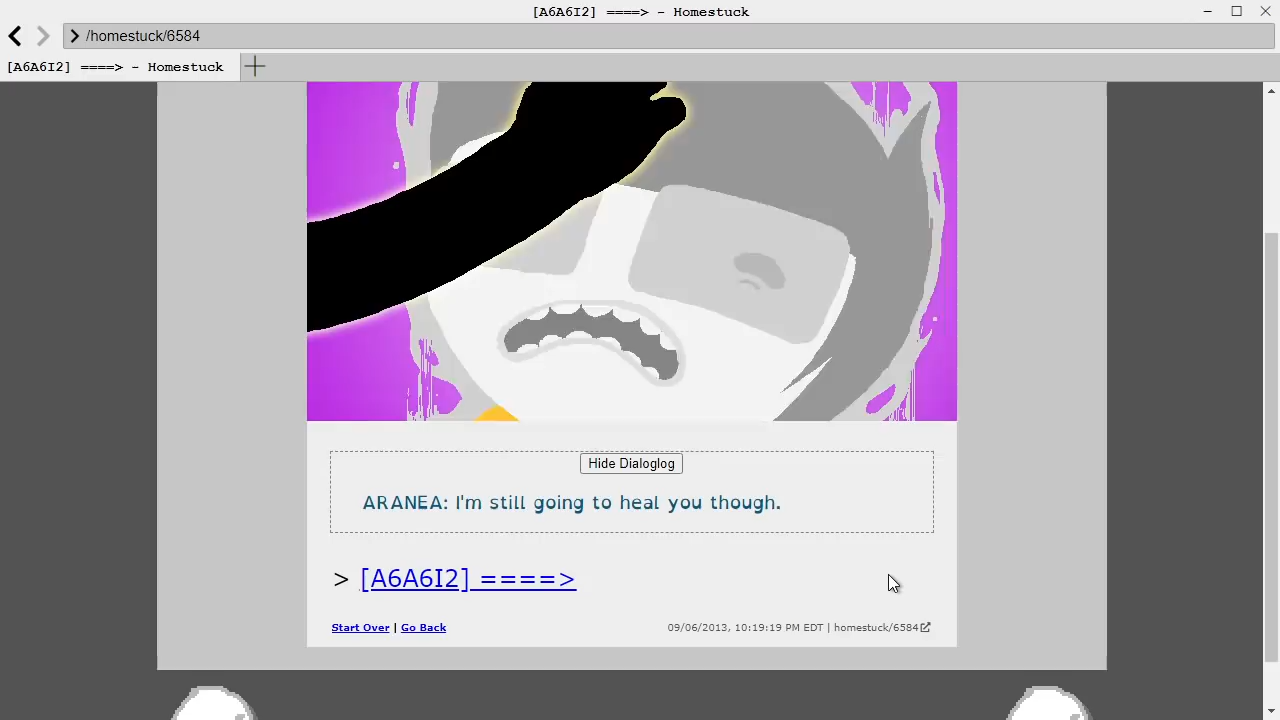 [A6A6I2] ====> - Homestuck
/homestuck/6584
[A6A6I2] ====> - Homestuck
Hide Dialoglog
ARANEA: I'm still going to heal you though.
> [A6A6I2] ====>
Start Over | Go Back
09/06/2013, 10:19:19 PM EDT | homestuck/6584